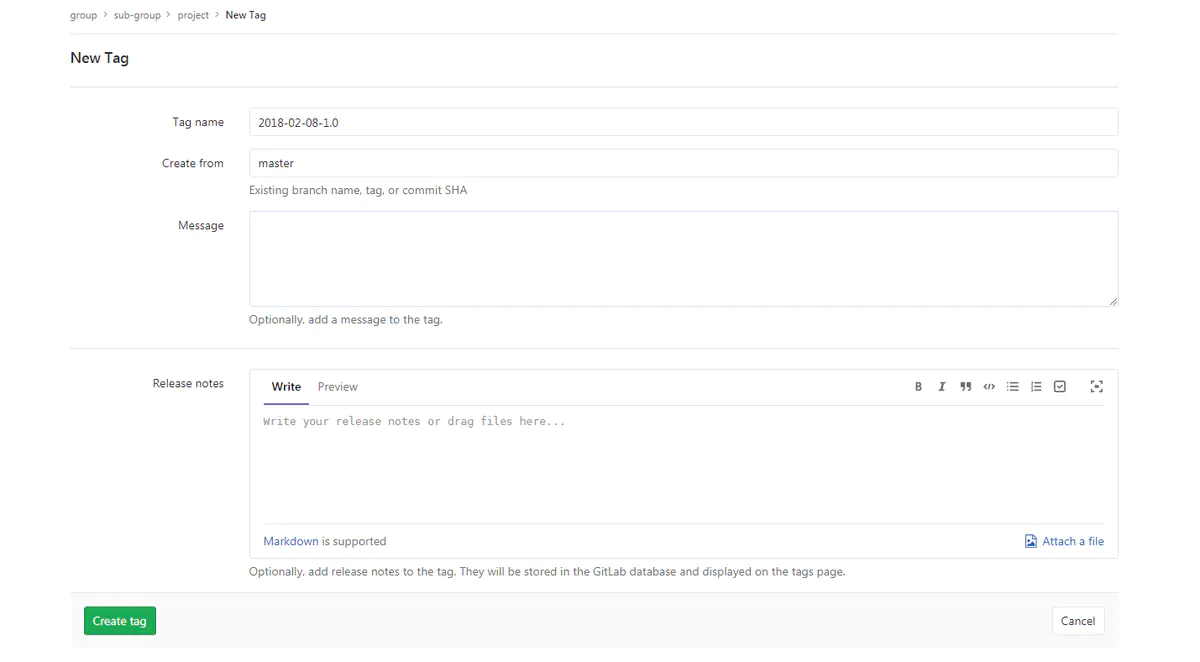 group > sub-group > project > New Tag
New Tag
Tag name 2018-02-08-1.0
Create from master
Existing branch name, tag, or commit SHA
Message
Optionally, add a message to the tag.
Release notes Write Preview B I
Write your release notes or drag files here...
Markdown is supported Attach a file
Optionally, add release notes to the tag. They will be stored in the GitLab database and displayed on the tags page.
Create tag Cancel